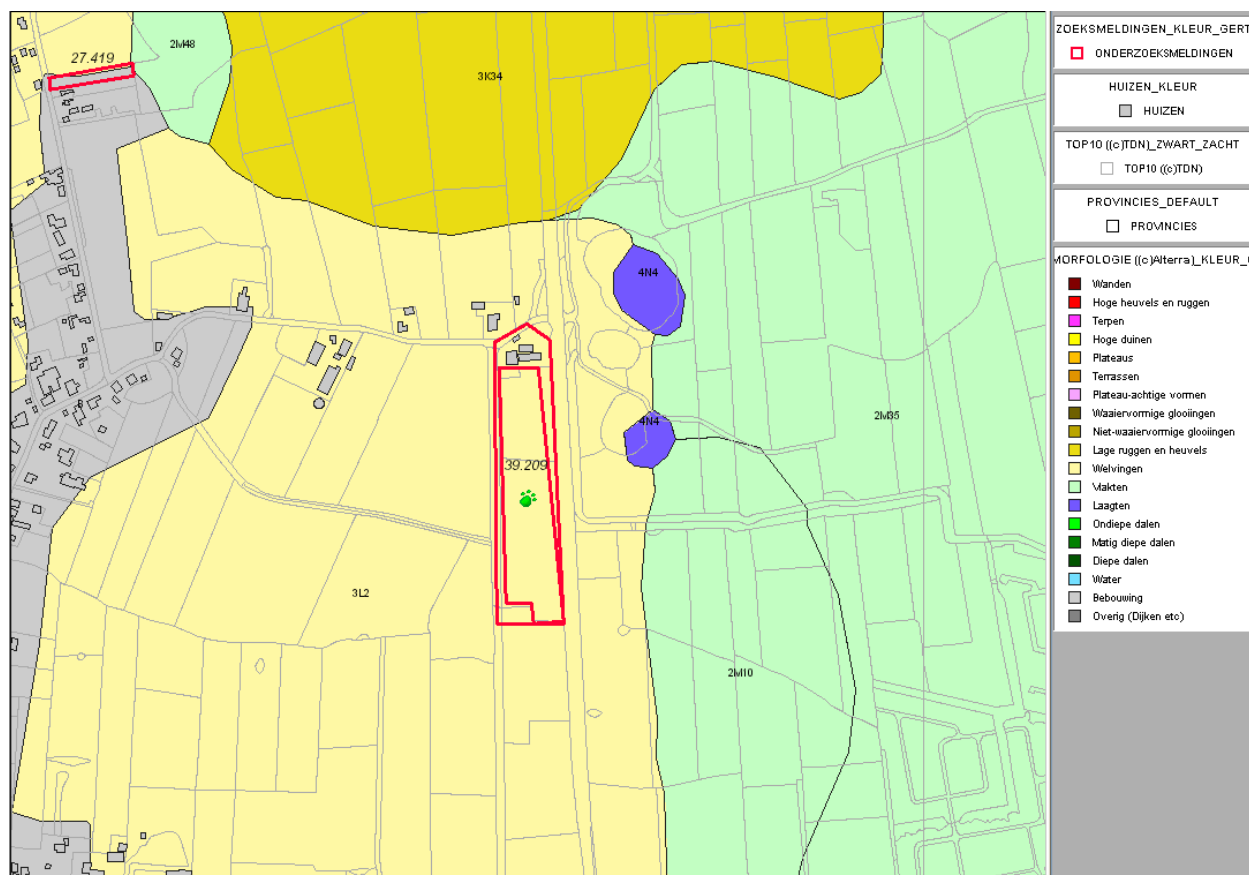 27.419
2M48
3K34
4N4
4N4
2M35
39.209
3L2
2M10
8
ZOEKSMELDINGEN_KLEUR_GERT
ONDERZOEKSMELDINGEN
HUIZEN_KLEUR
HUIZEN
TOP10 ((c)TDN)_ZWART_ZACHT
TOP10 ((c)TDN)
PROVINCIES_DEFAULT
PROVINCIES
MORFOLOGIE ((c)Alterra)_KLEUR_
Wanden
Hoge heuvels en ruggen
Terpen
Hoge duinen
Plateaus
Terrassen
Plateau-achtige vormen
Waaiervormige glooiingen
Niet-waaiervormige glooiingen
Lage ruggen en heuvels
Welvingen
Vlakten
Laagten
Ondiepe dalen
Matig diepe dalen
Diepe dalen
Water
Bebouwing
Overig (Dijken etc)